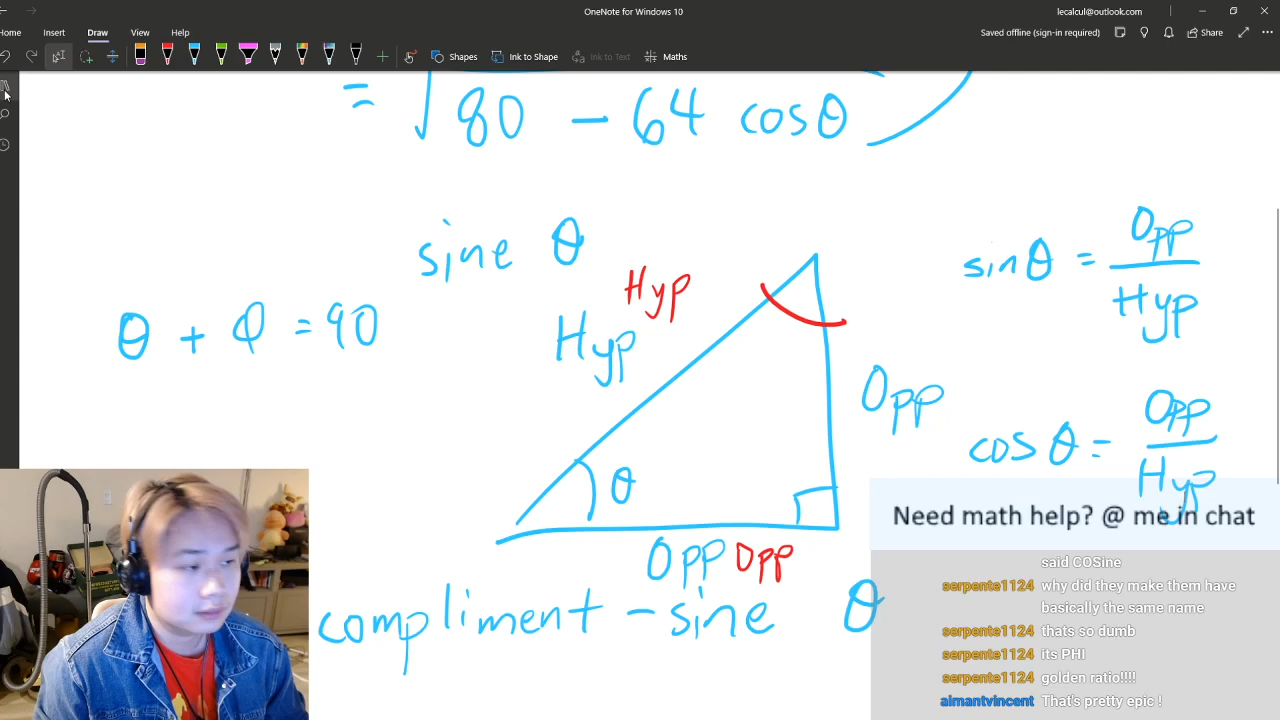 OneNote for Windows 10
lecalcul@outlook.com
Home Insert Draw View Help
Saved offline (sign-in required)
Share
Shapes Ink to Shape Ink to Text Maths
= √80 - 64 cosθ
sine θ
Hyp
Hyp
θ + Φ = 90
sinθ = Opp
Hyp
Opp
cosθ = Opp
Hyp
θ
Opp Opp
compliment - sine θ
Need math help? @ me in chat
said COSine
serpente1124 why did they make them have
basically the same name
serpente1124 thats so dumb
serpente1124 its PHI
serpente1124 golden ratio!!!!
aimantvincent That's pretty epic !